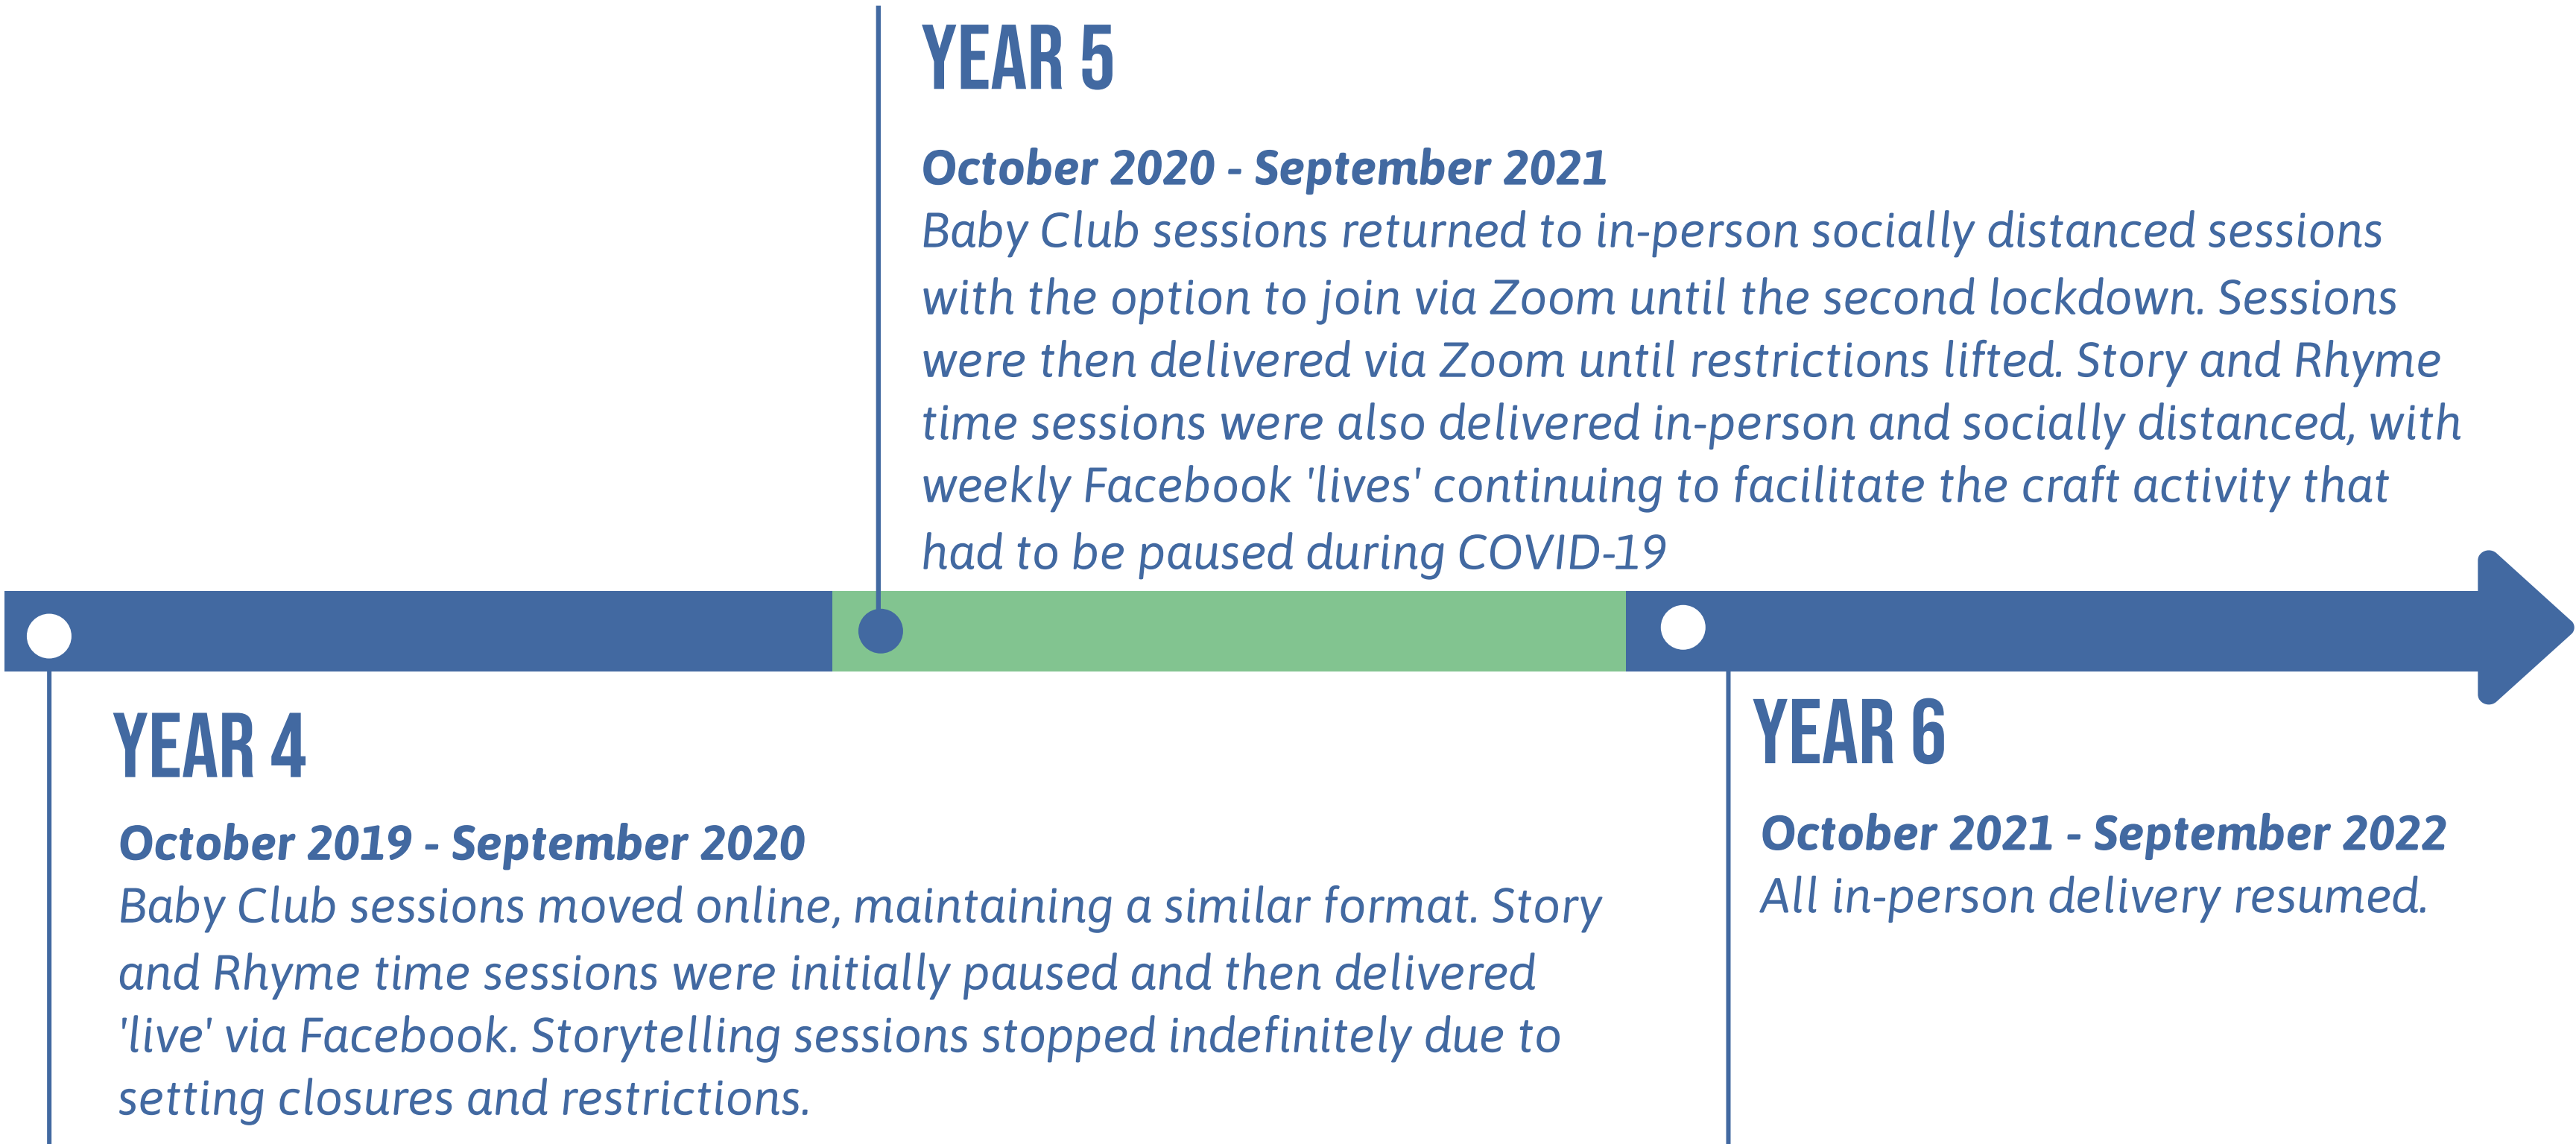 YEAR 5
October 2020 - September 2021
Baby Club sessions returned to in-person socially distanced sessions
with the option to join via Zoom until the second lockdown. Sessions
were then delivered via Zoom until restrictions lifted. Story and Rhyme
time sessions were also delivered in-person and socially distanced, with
weekly Facebook 'lives' continuing to facilitate the craft activity that
had to be paused during COVID-19
YEAR 4
October 2019 - September 2020
Baby Club sessions moved online, maintaining a similar format. Story
and Rhyme time sessions were initially paused and then delivered
'live' via Facebook. Storytelling sessions stopped indefinitely due to
setting closures and restrictions.
YEAR 6
October 2021 - September 2022
All in-person delivery resumed.